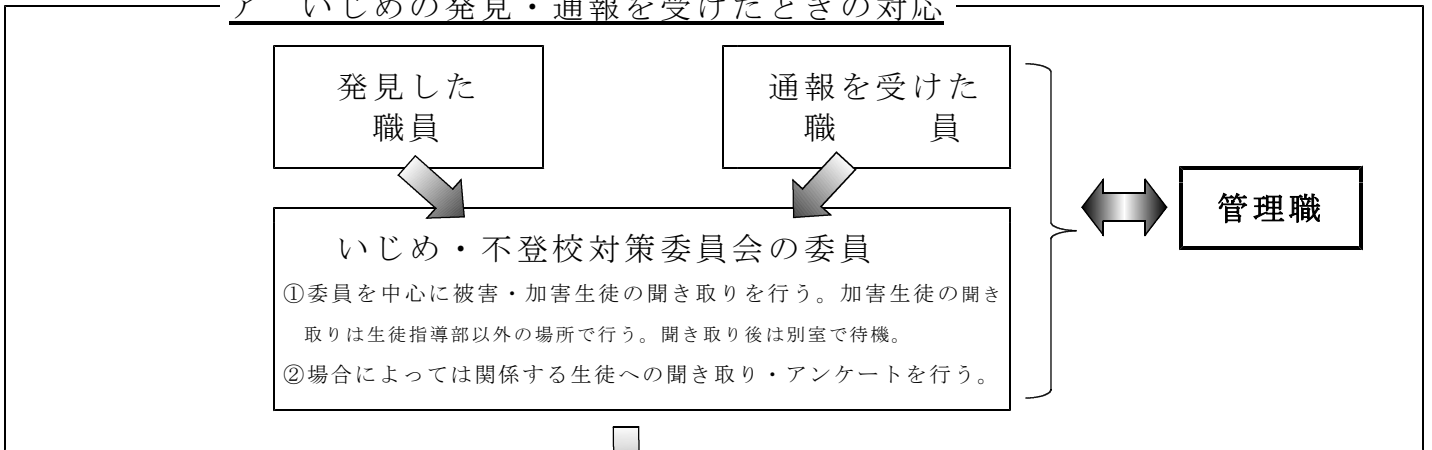 ア　いじめの発見・通報を受けたときの対応
発見した
職員
通報を受けた
職　　員
管理職
いじめ・不登校対策委員会の委員
①委員を中心に被害・加害生徒の聞き取りを行う。加害生徒の聞き
取りは生徒指導部以外の場所で行う。聞き取り後は別室で待機。
②場合によっては関係する生徒への聞き取り・アンケートを行う。